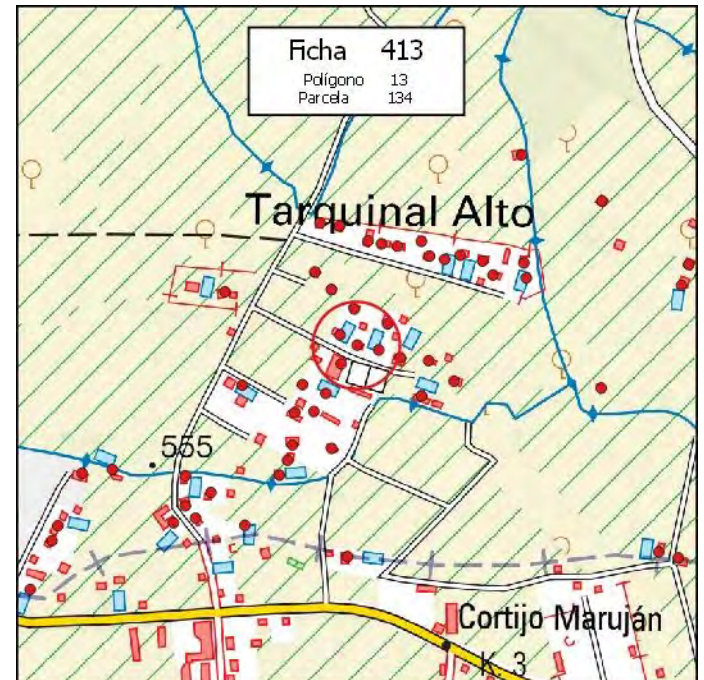 Ficha 413
Polígono 13
Parcela 134
Tarquinal Alto
555
Cortijo Maruján
K. 3